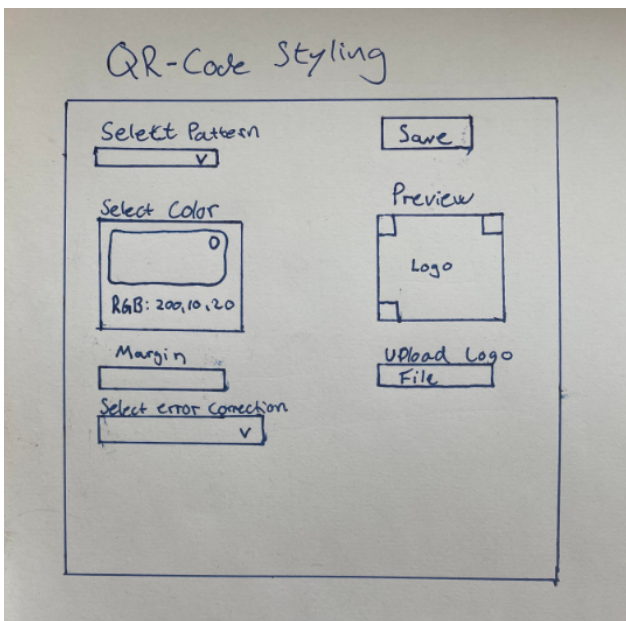 QR-Code Styling
Select Pattern
Save
Select Color
RGB: 200,10,20
Preview
Logo
Margin
Upload Logo
File
Select error correction